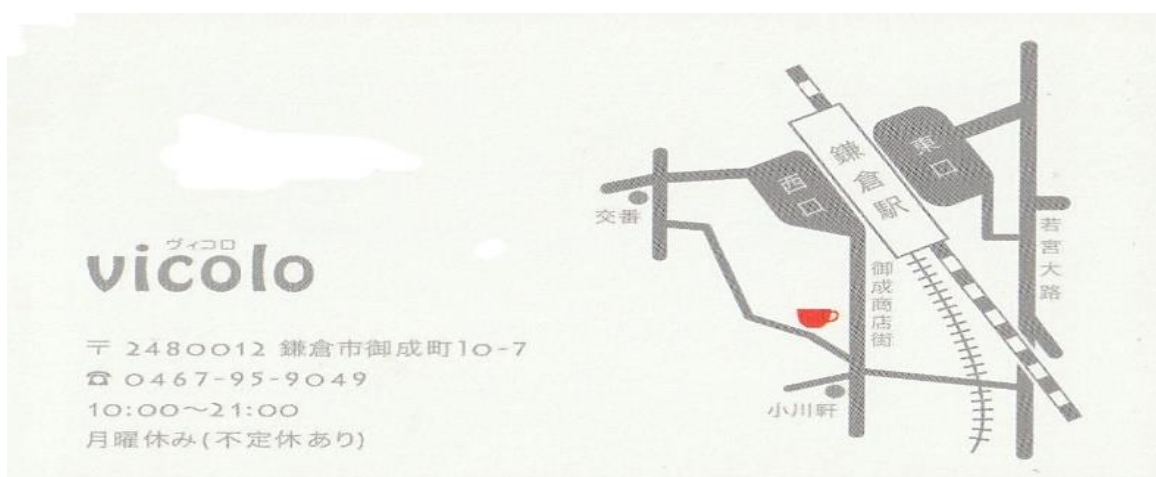 ヴィコロ
vicolo
〒 2480012 鎌倉市御成町10-7
☎ 0467-95-9049
10:00〜21:00
月曜休み(不定休あり)
鎌倉駅
東口
西口
交番
若宮大路
御成商店街
小川軒